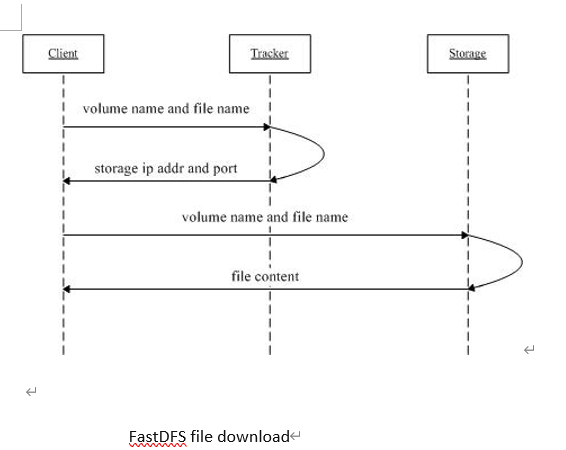 Client Tracker Storage
volume name and file name
storage ip addr and port
volume name and file name
file content
FastDFS file download